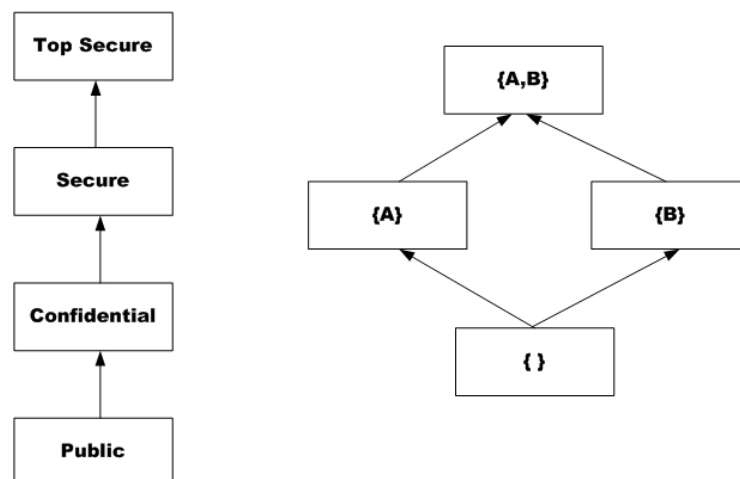 Top Secure
Secure
Confidential
Public
{A,B}
{A}
{B}
{ }